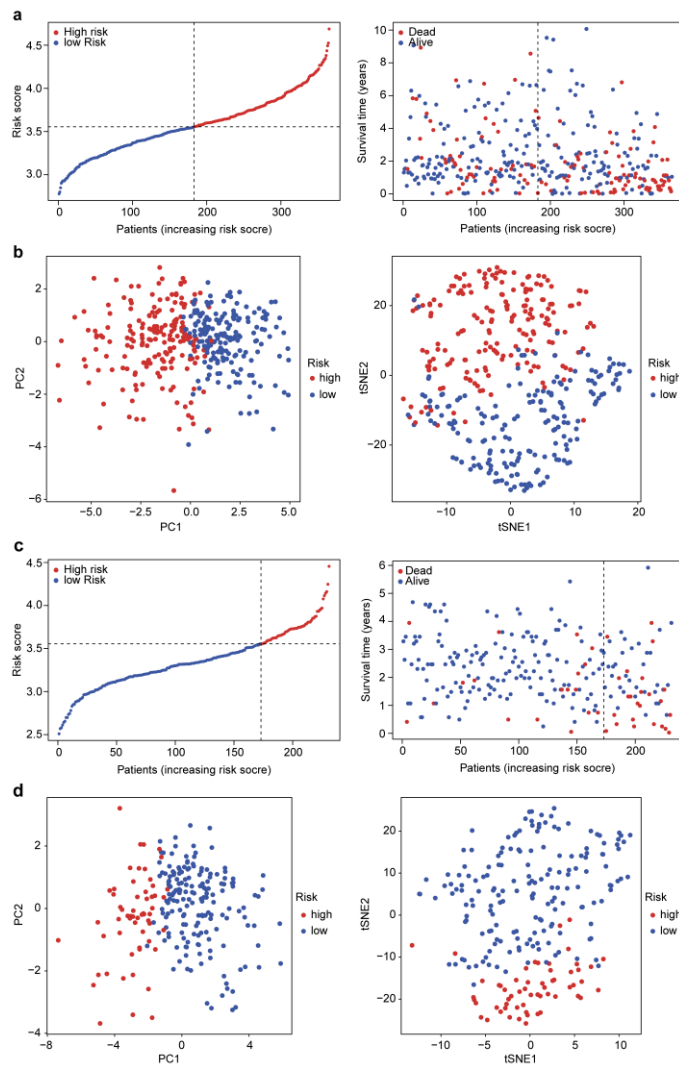 a
High risk
low Risk
4.5
4.0
3.5
3.0
Risk score
0 100 200 300
Patients (increasing risk socre)
Dead
Alive
10
8
6
4
2
0
Survival time (years)
0 100 200 300
Patients (increasing risk socre)
b
2
0
−2
−4
−6
PC2
−5.0 −2.5 0.0 2.5 5.0
PC1
Risk
high
low
20
0
−20
tSNE2
−10 0 10 20
tSNE1
Risk
high
low
c
High risk
low Risk
4.5
4.0
3.5
3.0
2.5
Risk score
0 50 100 150 200
Patients (increasing risk socre)
Dead
Alive
6
5
4
3
2
1
0
Survival time (years)
0 50 100 150 200
Patients (increasing risk socre)
d
2
0
−2
−4
PC2
−8 −4 0 4
PC1
Risk
high
low
20
10
0
−10
−20
tSNE2
−10 −5 0 5 10
tSNE1
Risk
high
low